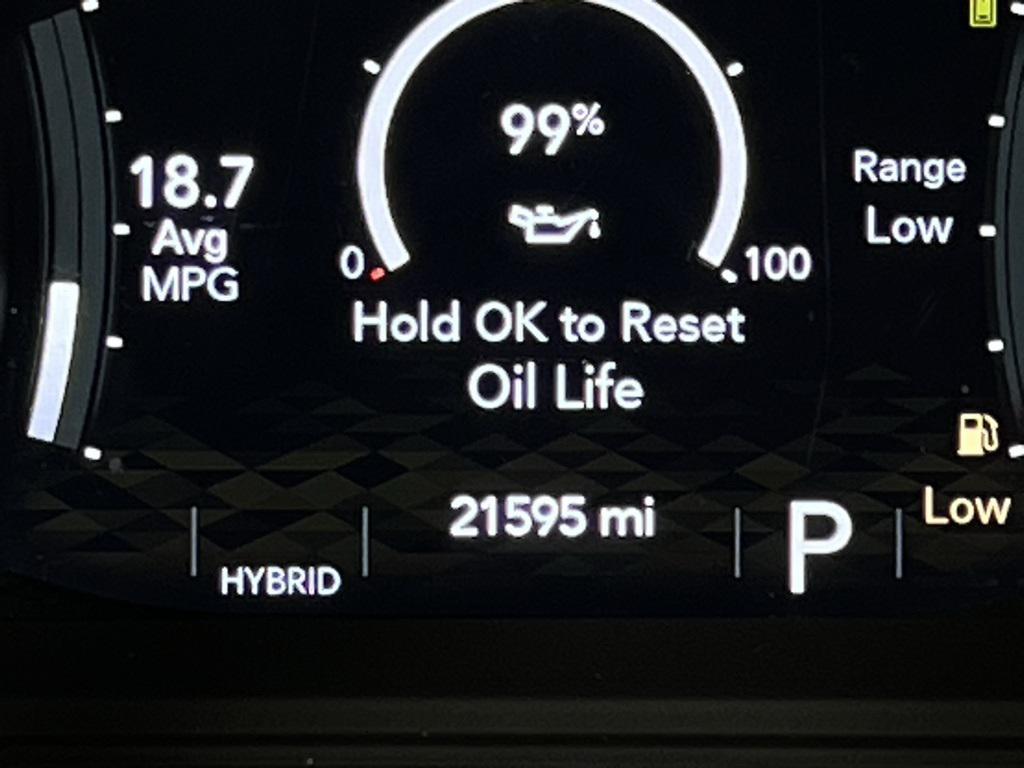 99%
18.7
Avg
MPG
Range
Low
0
100
Hold OK to Reset
Oil Life
21595 mi
P
Low
HYBRID